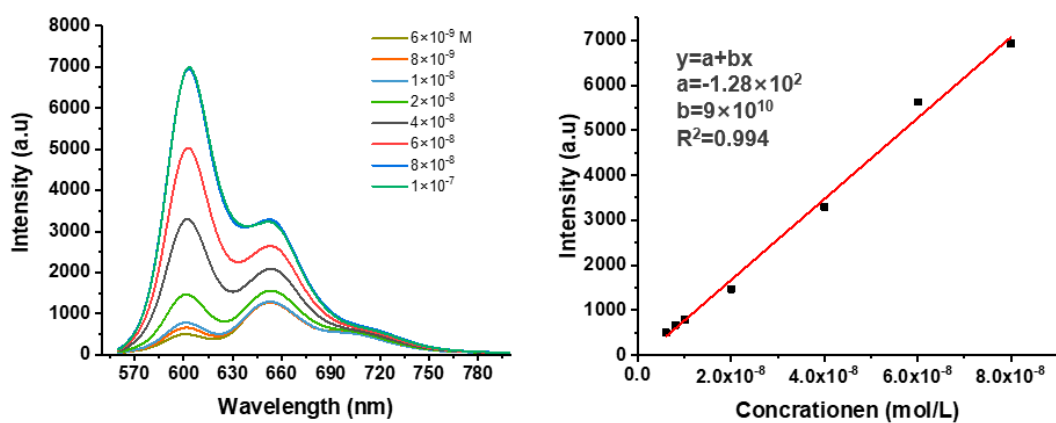 8000
7000
6000
5000
4000
3000
2000
1000
0
Intensity (a.u)
570 600 630 660 690 720 750 780
Wavelength (nm)
6×10⁻⁹ M
8×10⁻⁹
1×10⁻⁸
2×10⁻⁸
4×10⁻⁸
6×10⁻⁸
8×10⁻⁸
1×10⁻⁷
7000
6000
5000
4000
3000
2000
1000
0
Intensity (a.u)
y=a+bx
a=-1.28×10²
b=9×10¹⁰
R²=0.994
0.0 2.0x10⁻⁸ 4.0x10⁻⁸ 6.0x10⁻⁸ 8.0x10⁻⁸
Concrationen (mol/L)